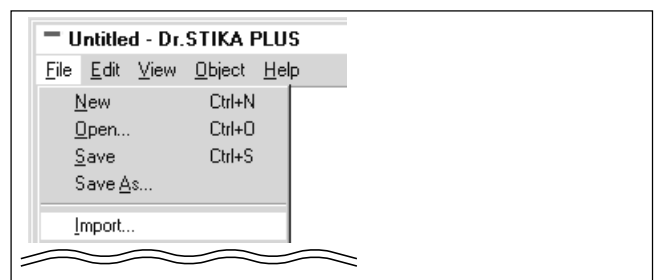 Untitled - Dr.STIKA PLUS
File Edit View Object Help
New Ctrl+N
Open... Ctrl+O
Save Ctrl+S
Save As...
Import...